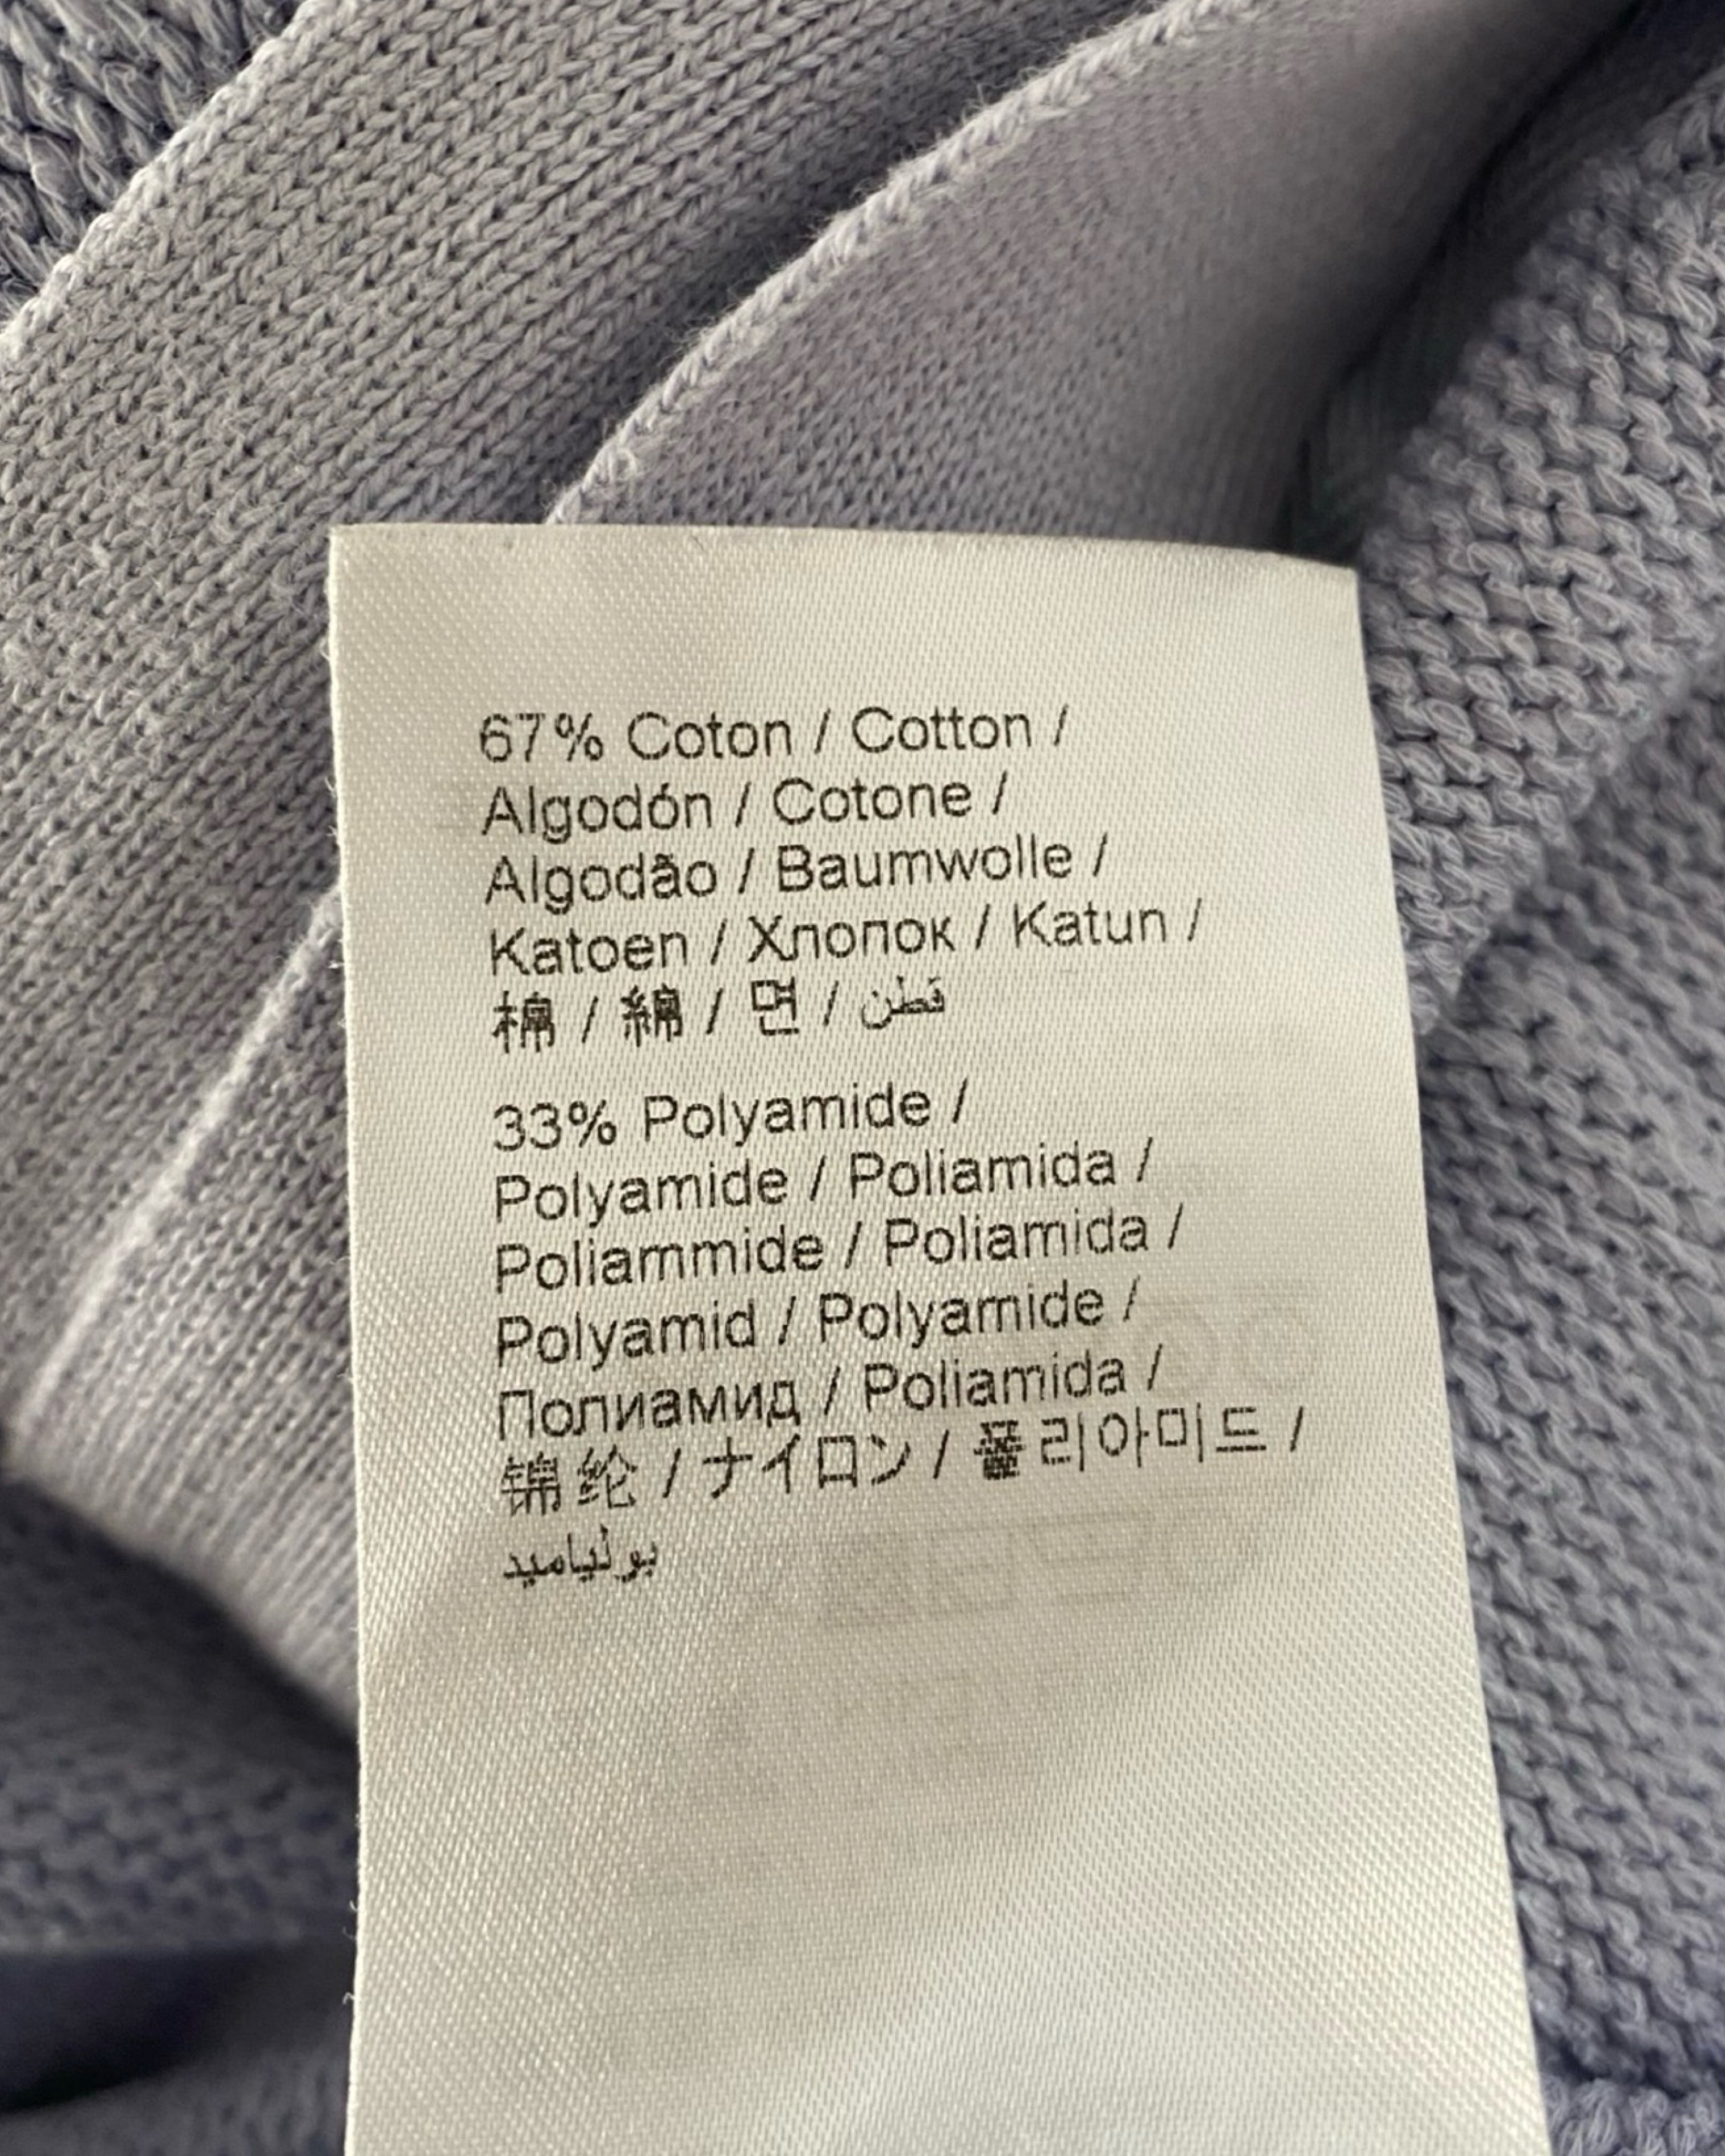 67% Coton / Cotton /
Algodón / Cotone /
Algodão / Baumwolle /
Katoen / Хлопок / Katun /
棉 / 綿 / 면 / قطن
33% Polyamide /
Polyamide / Poliamida /
Poliammide / Poliamida /
Polyamid / Polyamide /
Полиамид / Poliamida /
锦纶 / ナイロン / 폴리아미드 /
بولياميد